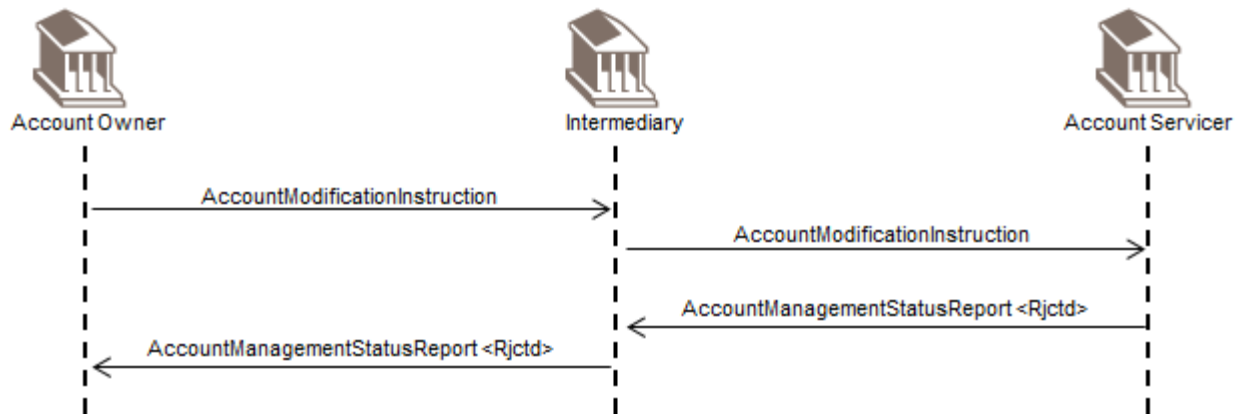 Account Owner
Intermediary
Account Servicer
AccountModificationInstruction
AccountModificationInstruction
AccountManagementStatusReport <Rjctd>
AccountManagementStatusReport <Rjctd>